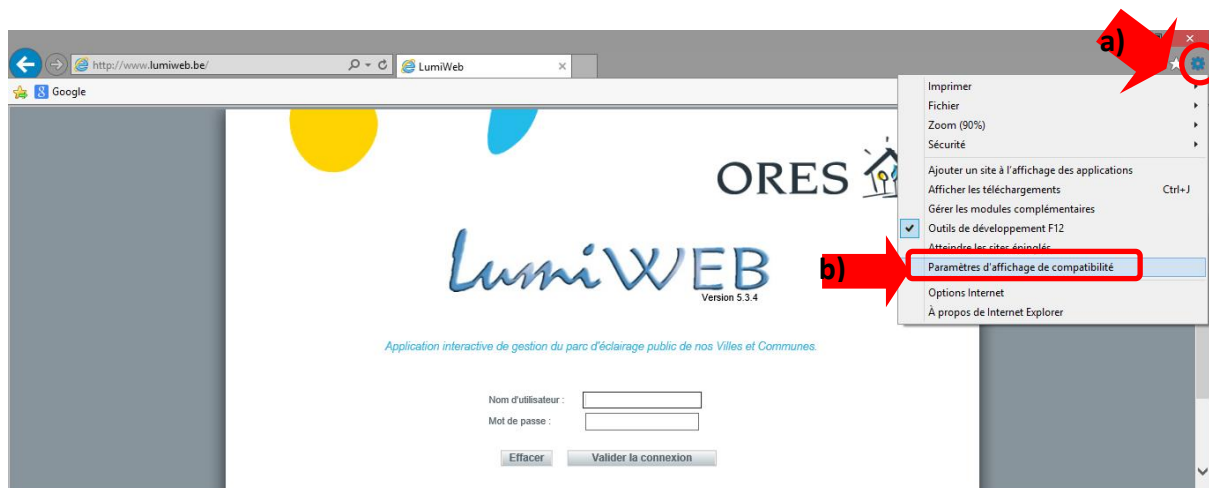 a)
http://www.lumiweb.be/
LumiWeb
Google
Imprimer
Fichier
Zoom (90%)
Sécurité
Ajouter un site à l'affichage des applications
Afficher les téléchargements Ctrl+J
Gérer les modules complémentaires
Outils de développement F12
Atteindre les sites épinglés
b) Paramètres d'affichage de compatibilité
Options Internet
À propos de Internet Explorer
ORES
LumiWEB
Version 5.3.4
Application interactive de gestion du parc d'éclairage public de nos Villes et Communes.
Nom d'utilisateur :
Mot de passe :
Effacer Valider la connexion